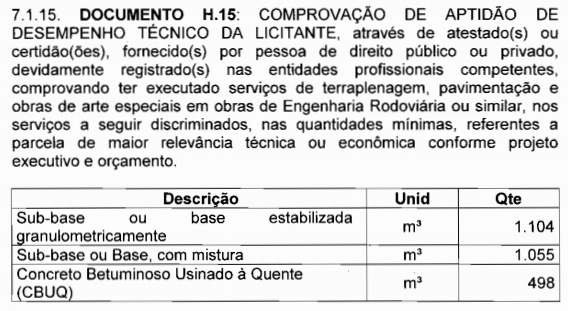 7.1.15. DOCUMENTO H.15: COMPROVAÇÃO DE APTIDÃO DE
DESEMPENHO TÉCNICO DA LICITANTE, através de atestado(s) ou
certidão(ões), fornecido(s) por pessoa de direito público ou privado,
devidamente registrado(s) nas entidades profissionais competentes,
comprovando ter executado serviços de terraplenagem, pavimentação e
obras de arte especiais em obras de Engenharia Rodoviária ou similar, nos
serviços a seguir discriminados, nas quantidades mínimas, referentes a
parcela de maior relevância técnica ou econômica conforme projeto
executivo e orçamento.
Descrição Unid Qte
Sub-base ou base estabilizada
granulometricamente m³ 1.104
Sub-base ou Base, com mistura m³ 1.055
Concreto Betuminoso Usinado à Quente
(CBUQ) m³ 498